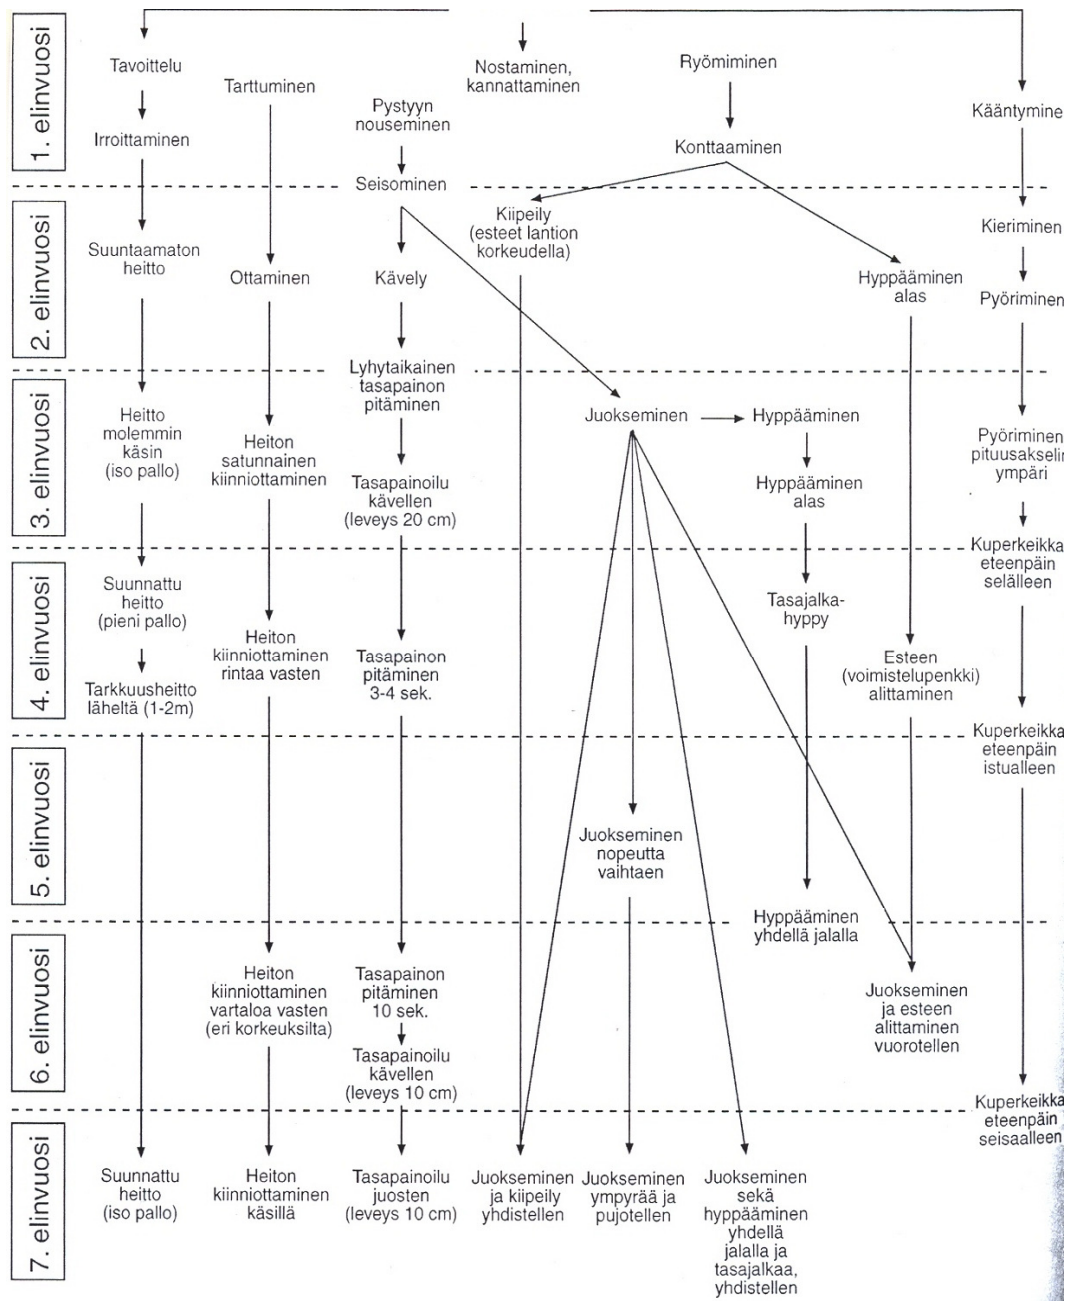 1. elinvuosi
Tavoittelu
Irroittaminen
Tarttuminen
Pystyyn
nouseminen
Seisominen
Nostaminen,
kannattaminen
Ryömiminen
Konttaaminen
Kääntymine
2. elinvuosi
Suuntaamaton
heitto
Ottaminen
Kävely
Kiipeily
(esteet lantion
korkeudella)
Hyppääminen
alas
Kieriminen
Pyöriminen
Lyhytaikainen
tasapainon
pitäminen
3. elinvuosi
Heitto
molemmin
käsin
(iso pallo)
Heiton
satunnainen
kiinniottaminen
Tasapainoilu
kävellen
(leveys 20 cm)
Juokseminen
Hyppääminen
Hyppääminen
alas
Pyöriminen
pituusakselin
ympäri
Kuperkeikka
eteenpäin
selälleen
4. elinvuosi
Suunnattu
heitto
(pieni pallo)
Tarkkuusheitto
läheltä (1-2m)
Heiton
kiinniottaminen
rintaa vasten
Tasapainon
pitäminen
3-4 sek.
Tasajalka-
hyppy
Esteen
(voimistelupenkki)
alittaminen
Kuperkeikka
eteenpäin
istualleen
5. elinvuosi
Juokseminen
nopeutta
vaihtaen
Hyppääminen
yhdellä jalalla
6. elinvuosi
Heiton
kiinniottaminen
vartaloa vasten
(eri korkeuksilta)
Tasapainon
pitäminen
10 sek.
Tasapainoilu
kävellen
(leveys 10 cm)
Juokseminen
ja esteen
alittaminen
vuorotellen
Kuperkeikka
eteenpäin
seisaalleen
7. elinvuosi
Suunnattu
heitto
(iso pallo)
Heiton
kiinniottaminen
käsillä
Tasapainoilu
juosten
(leveys 10 cm)
Juokseminen
ja kiipeily
yhdistellen
Juokseminen
ympyrää ja
pujotellen
Juokseminen
sekä
hyppääminen
yhdellä
jalalla ja
tasajalkaa,
yhdistellen